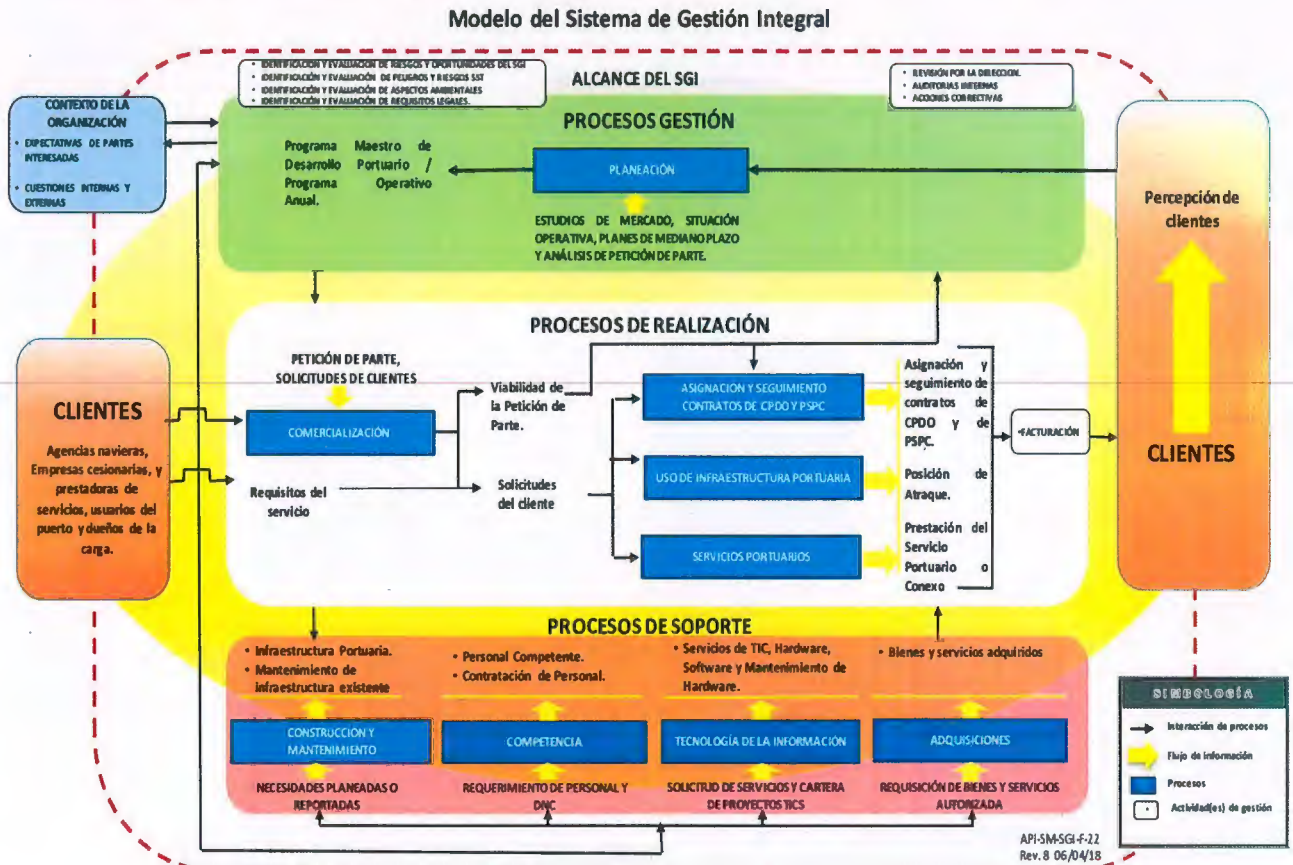 Modelo del Sistema de Gestión Integral
• IDENTIFICACIÓN Y EVALUACIÓN DE RIESGOS Y OPORTUNIDADES DEL SGI
• IDENTIFICACIÓN Y EVALUACIÓN DE PELIGROS Y RIESGOS SST
• IDENTIFICACIÓN Y EVALUACIÓN DE ASPECTOS AMBIENTALES
• IDENTIFICACIÓN Y EVALUACIÓN DE REQUISITOS LEGALES.
ALCANCE DEL SGI
• REVISIÓN POR LA DIRECCION.
• AUDITORIAS INTERNAS
• ACCIONES CORRECTIVAS
CONTEXTO DE LA
ORGANIZACIÓN
• EXPECTATIVAS DE PARTES
INTERESADAS
• CUESTIONES INTERNAS Y
EXTERNAS
PROCESOS GESTIÓN
Programa Maestro de
Desarrollo Portuario /
Programa Operativo
Anual.
PLANEACIÓN
ESTUDIOS DE MERCADO, SITUACIÓN
OPERATIVA, PLANES DE MEDIANO PLAZO
Y ANÁLISIS DE PETICIÓN DE PARTE.
Percepción de
clientes
CLIENTES
PROCESOS DE REALIZACIÓN
PETICIÓN DE PARTE,
SOLICITUDES DE CLIENTES
COMERCIALIZACIÓN
Requisitos del
servicio
Viabilidad de
la Petición de
Parte.
Solicitudes
del cliente
ASIGNACIÓN Y SEGUIMIENTO
CONTRATOS DE CPDO Y PSPC
USO DE INFRAESTRUCTURA PORTUARIA
SERVICIOS PORTUARIOS
Asignación y
seguimiento de
contratos de
CPDO y de
PSPC.
Posición de
Atraque.
Prestación del
Servicio
Portuario o
Conexo
•FACTURACIÓN
CLIENTES
Agencias navieras,
Empresas cesionarias, y
prestadoras de
servicios, usuarios del
puerto y dueños de la
carga.
PROCESOS DE SOPORTE
• Infraestructura Portuaria.
• Mantenimiento de
infraestructura existente
• Personal Competente.
• Contratación de Personal.
• Servicios de TIC, Hardware,
Software y Mantenimiento de
Hardware.
• Bienes y servicios adquiridos
CONSTRUCCIÓN Y
MANTENIMIENTO
COMPETENCIA
TECNOLOGÍA DE LA INFORMACIÓN
ADQUISICIONES
NECESIDADES PLANEADAS O
REPORTADAS
REQUERIMIENTO DE PERSONAL Y
DNC
SOLICITUD DE SERVICIOS Y CARTERA
DE PROYECTOS TICS
REQUISICIÓN DE BIENES Y SERVICIOS
AUTORIZADA
SIMBOLOGÍA
Interacción de procesos
Flujo de información
Procesos
Actividad(es) de gestión
API-SM-SGI-F-22
Rev. 8 06/04/18